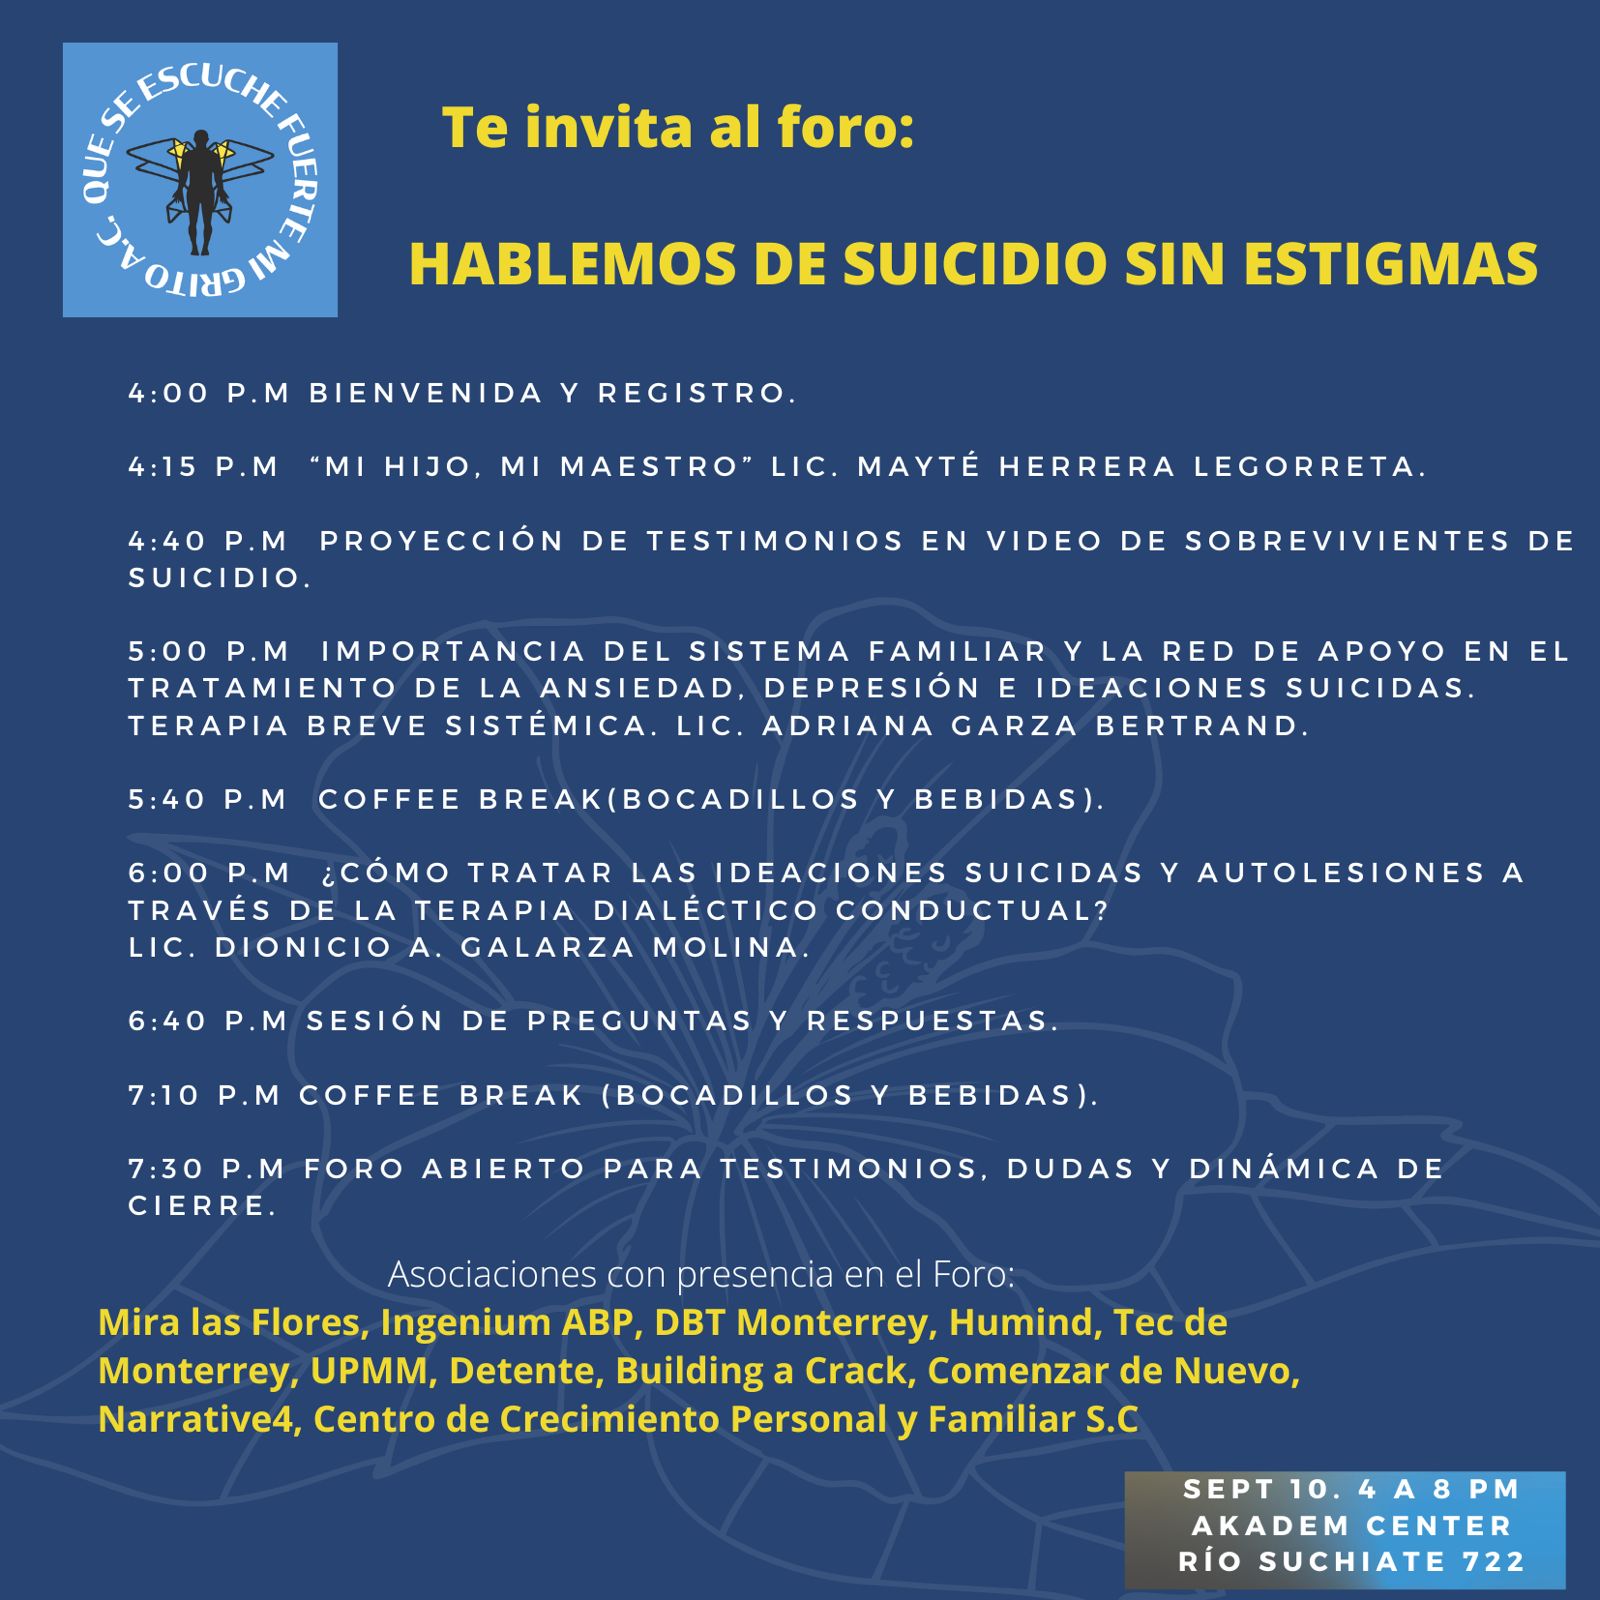 QUE SE ESCUCHE FUERTE MI GRITO A.C.
Te invita al foro:
HABLEMOS DE SUICIDIO SIN ESTIGMAS
4:00 P.M BIENVENIDA Y REGISTRO.
4:15 P.M “MI HIJO, MI MAESTRO” LIC. MAYTÉ HERRERA LEGORRETA.
4:40 P.M PROYECCIÓN DE TESTIMONIOS EN VIDEO DE SOBREVIVIENTES DE
SUICIDIO.
5:00 P.M IMPORTANCIA DEL SISTEMA FAMILIAR Y LA RED DE APOYO EN EL
TRATAMIENTO DE LA ANSIEDAD, DEPRESIÓN E IDEACIONES SUICIDAS.
TERAPIA BREVE SISTÉMICA. LIC. ADRIANA GARZA BERTRAND.
5:40 P.M COFFEE BREAK(BOCADILLOS Y BEBIDAS).
6:00 P.M ¿CÓMO TRATAR LAS IDEACIONES SUICIDAS Y AUTOLESIONES A
TRAVÉS DE LA TERAPIA DIALÉCTICO CONDUCTUAL?
LIC. DIONICIO A. GALARZA MOLINA.
6:40 P.M SESIÓN DE PREGUNTAS Y RESPUESTAS.
7:10 P.M COFFEE BREAK (BOCADILLOS Y BEBIDAS).
7:30 P.M FORO ABIERTO PARA TESTIMONIOS, DUDAS Y DINÁMICA DE
CIERRE.
Asociaciones con presencia en el Foro:
Mira las Flores, Ingenium ABP, DBT Monterrey, Humind, Tec de
Monterrey, UPMM, Detente, Building a Crack, Comenzar de Nuevo,
Narrative4, Centro de Crecimiento Personal y Familiar S.C
SEPT 10. 4 A 8 PM
AKADEM CENTER
RÍO SUCHIATE 722